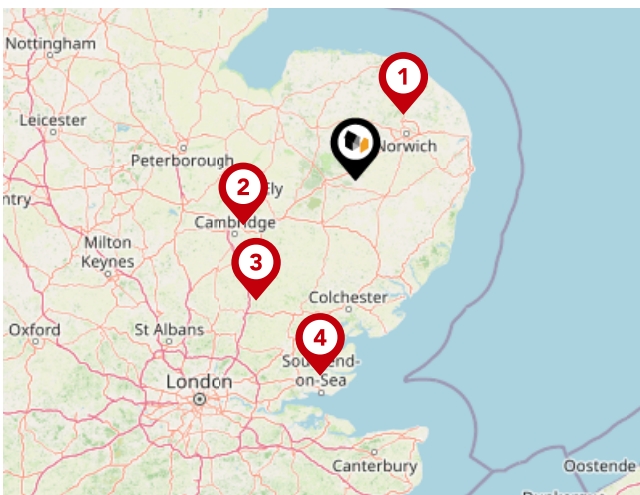 Nottingham
1
Leicester
Norwich
Peterborough
2
Ely
ntry
Cambridge
Milton
Keynes
3
Colchester
Oxford
St Albans
4
Southend-
on-Sea
London
Canterbury
Oostende